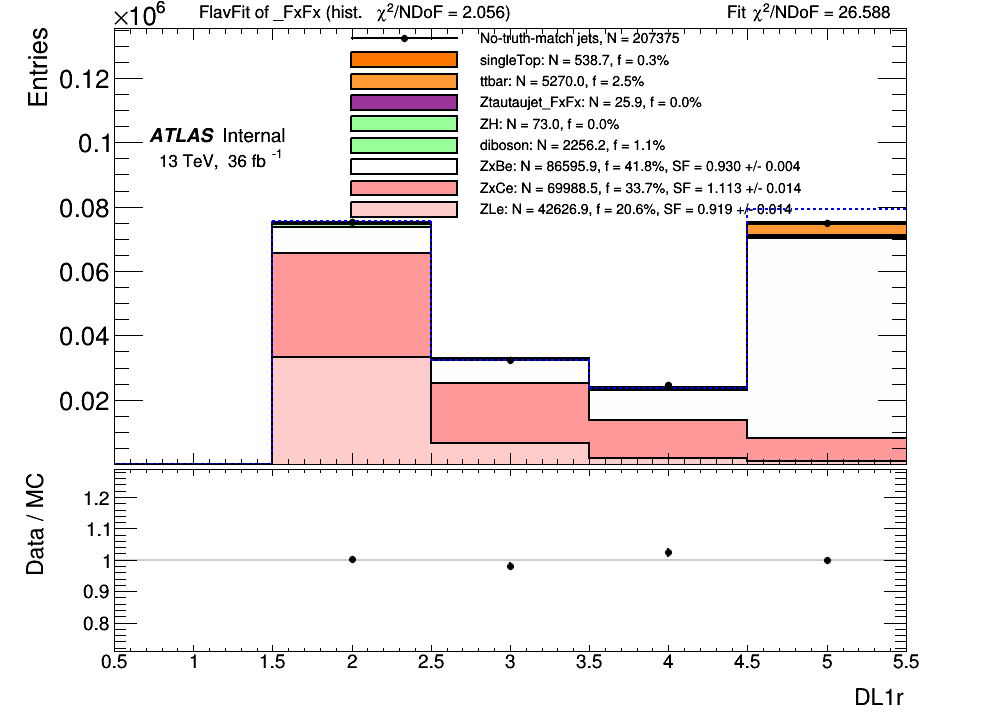 ×10⁶ FlavFit of _FxFx (hist. χ²/NDoF = 2.056) Fit χ²/NDoF = 26.588
Entries
0.12
0.1
0.08
0.06
0.04
0.02
ATLAS Internal
13 TeV, 36 fb⁻¹
No-truth-match jets, N = 207375
singleTop: N = 538.7, f = 0.3%
ttbar: N = 5270.0, f = 2.5%
Ztautaujet_FxFx: N = 25.9, f = 0.0%
ZH: N = 73.0, f = 0.0%
diboson: N = 2256.2, f = 1.1%
ZxBe: N = 86595.9, f = 41.8%, SF = 0.930 +/- 0.004
ZxCe: N = 69988.5, f = 33.7%, SF = 1.113 +/- 0.014
ZLe: N = 42626.9, f = 20.6%, SF = 0.919 +/- 0.014
Data / MC
1.2
1.1
1
0.9
0.8
0.5 1 1.5 2 2.5 3 3.5 4 4.5 5 5.5
DL1r